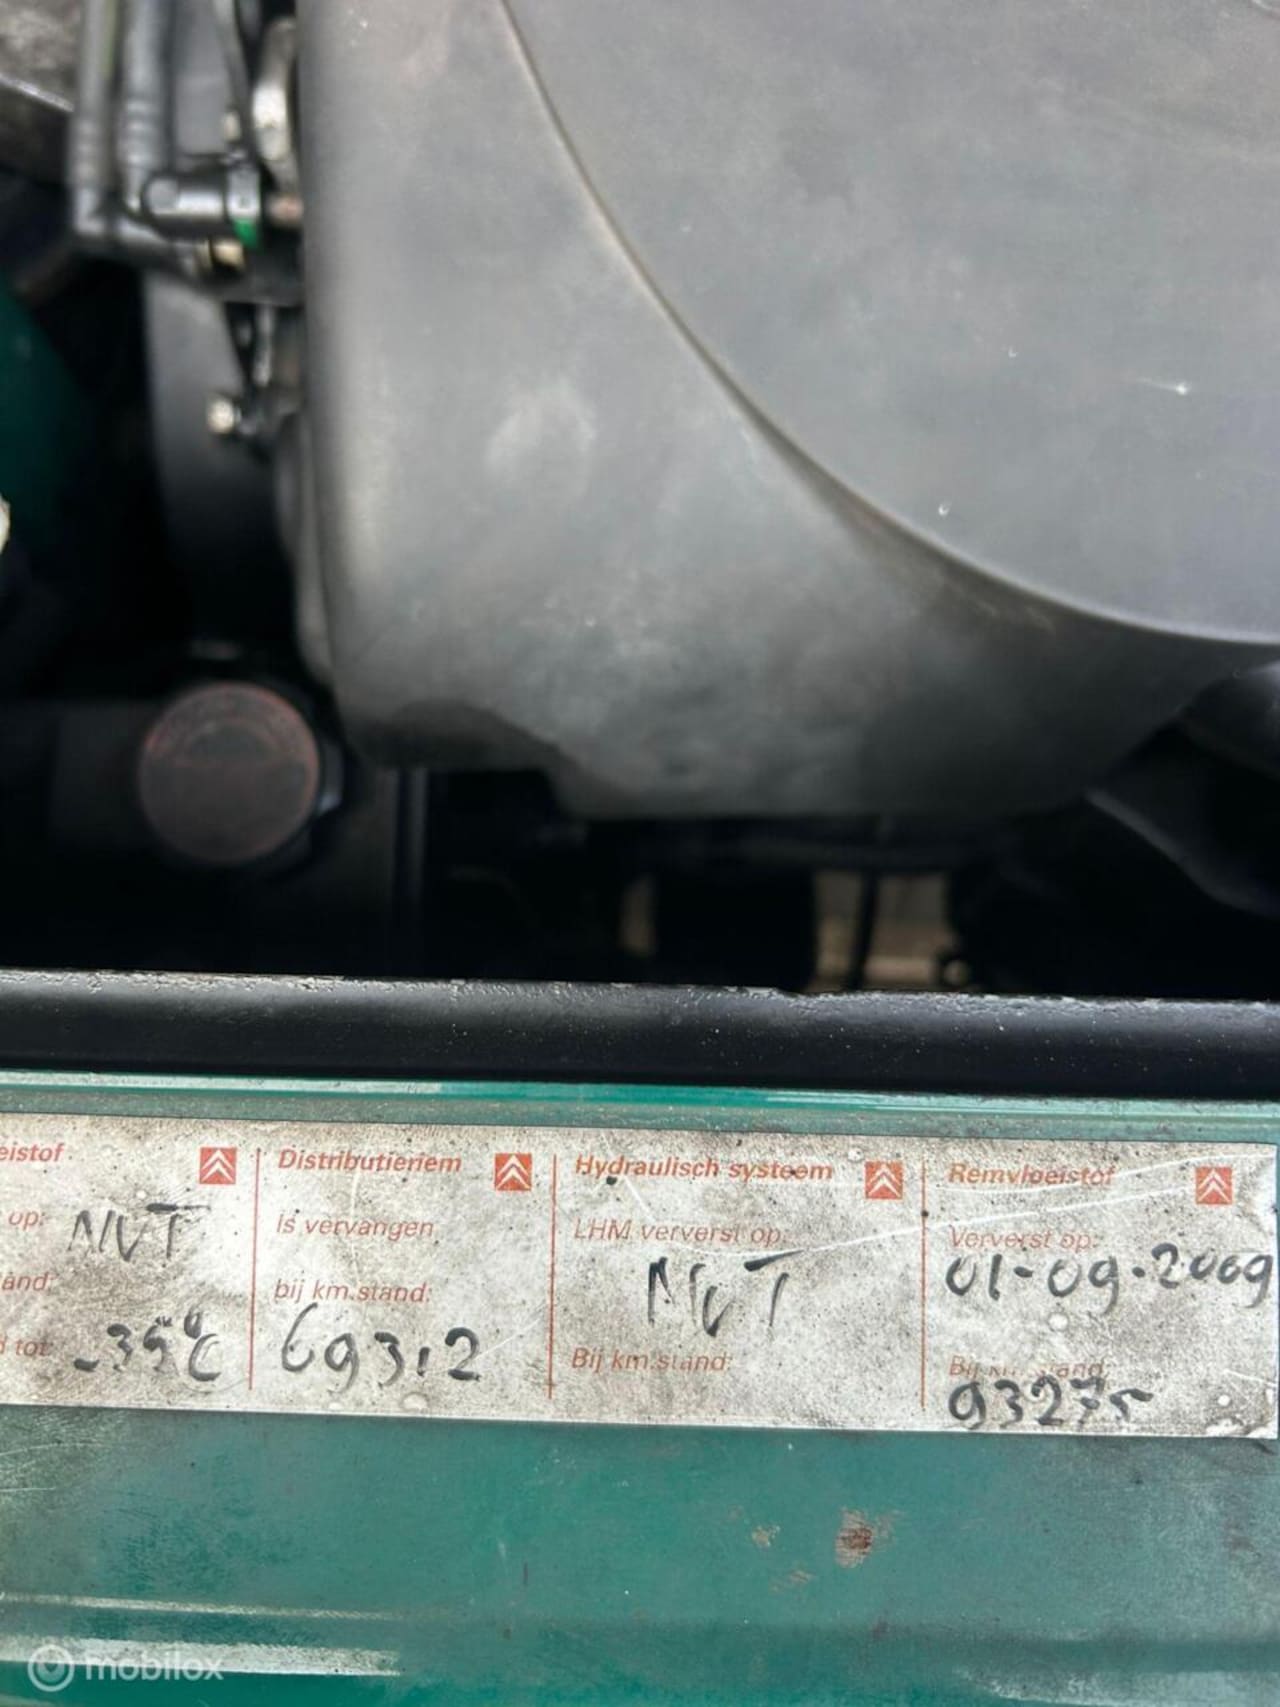 eistof
op: NVT
and:
d tot: -35°C
Distributieriem
Is vervangen
bij km.stand:
69312
Hydraulisch systeem
LHM ververst op:
NVT
Bij km.stand:
Remvloeistof
Ververst op:
01-09-2009
Bij km.stand:
93275
mobilox